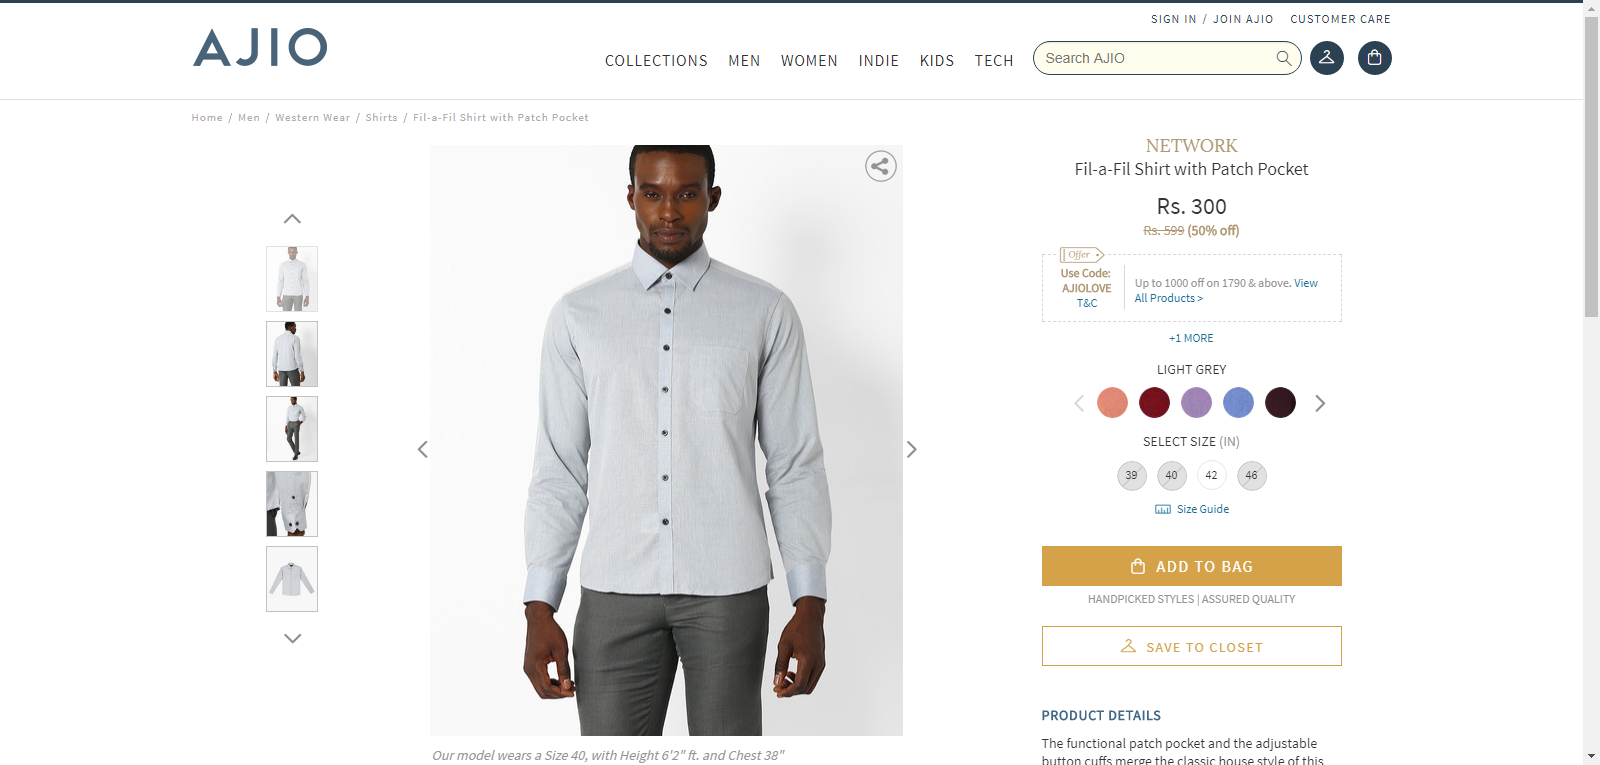 SIGN IN / JOIN AJIO CUSTOMER CARE
AJIO
COLLECTIONS MEN WOMEN INDIE KIDS TECH Search AJIO
Home / Men / Western Wear / Shirts / Fil-a-Fil Shirt with Patch Pocket
NETWORK
Fil-a-Fil Shirt with Patch Pocket
Rs. 300
Rs. 599 (50% off)
Offer
Use Code:
AJIOLOVE
T&C
Up to 1000 off on 1790 & above. View
All Products >
+1 MORE
LIGHT GREY
SELECT SIZE (IN)
39 40 42 46
Size Guide
ADD TO BAG
HANDPICKED STYLES | ASSURED QUALITY
SAVE TO CLOSET
PRODUCT DETAILS
The functional patch pocket and the adjustable
button cuffs merge the classic house style of this
Our model wears a Size 40, with Height 6'2" ft. and Chest 38"